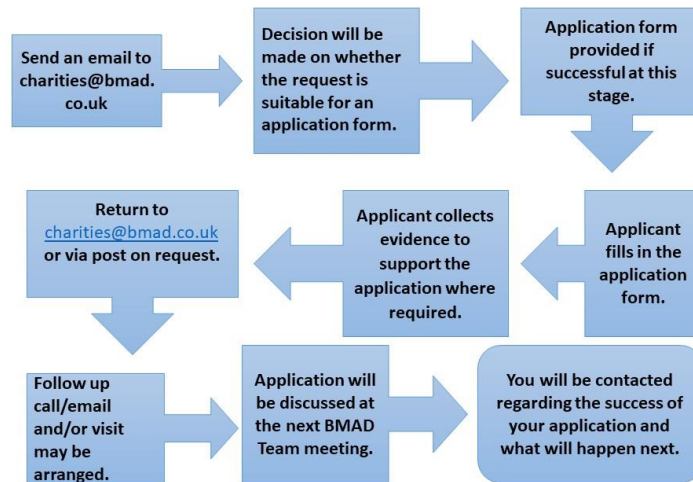 Send an email to
charities@bmad.
co.uk
Decision will be
made on whether
the request is
suitable for an
application form.
Application form
provided if
successful at this
stage.
Applicant
fills in the
application
form.
Applicant collects
evidence to
support the
application where
required.
Return to
charities@bmad.co.uk
or via post on request.
Follow up
call/email
and/or visit
may be
arranged.
Application will
be discussed at
the next BMAD
Team meeting.
You will be contacted
regarding the success of
your application and
what will happen next.